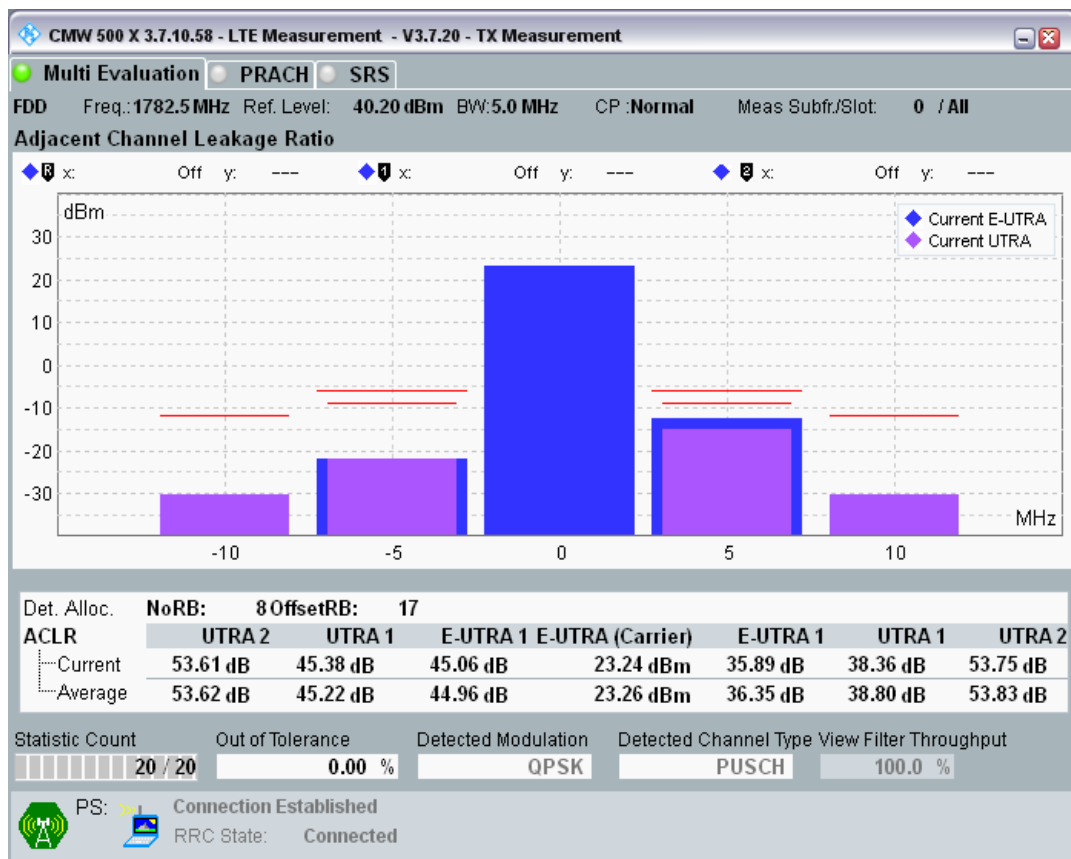 CMW 500 X 3.7.10.58 - LTE Measurement - V3.7.20 - TX Measurement
Multi Evaluation PRACH SRS
FDD Freq.: 1782.5 MHz Ref. Level: 40.20 dBm BW: 5.0 MHz CP : Normal Meas Subfr./Slot: 0 / All
Adjacent Channel Leakage Ratio
R x: Off y: --- 1 x: Off y: --- 2 x: Off y: ---
dBm
Current E-UTRA
Current UTRA
30
20
10
0
-10
-20
-30
MHz
-10 -5 0 5 10
Det. Alloc. NoRB: 8 OffsetRB: 17
ACLR UTRA 2 UTRA 1 E-UTRA 1 E-UTRA (Carrier) E-UTRA 1 UTRA 1 UTRA 2
Current 53.61 dB 45.38 dB 45.06 dB 23.24 dBm 35.89 dB 38.36 dB 53.75 dB
Average 53.62 dB 45.22 dB 44.96 dB 23.26 dBm 36.35 dB 38.80 dB 53.83 dB
Statistic Count Out of Tolerance Detected Modulation Detected Channel Type View Filter Throughput
20 / 20 0.00 % QPSK PUSCH 100.0 %
PS: Connection Established
RRC State: Connected